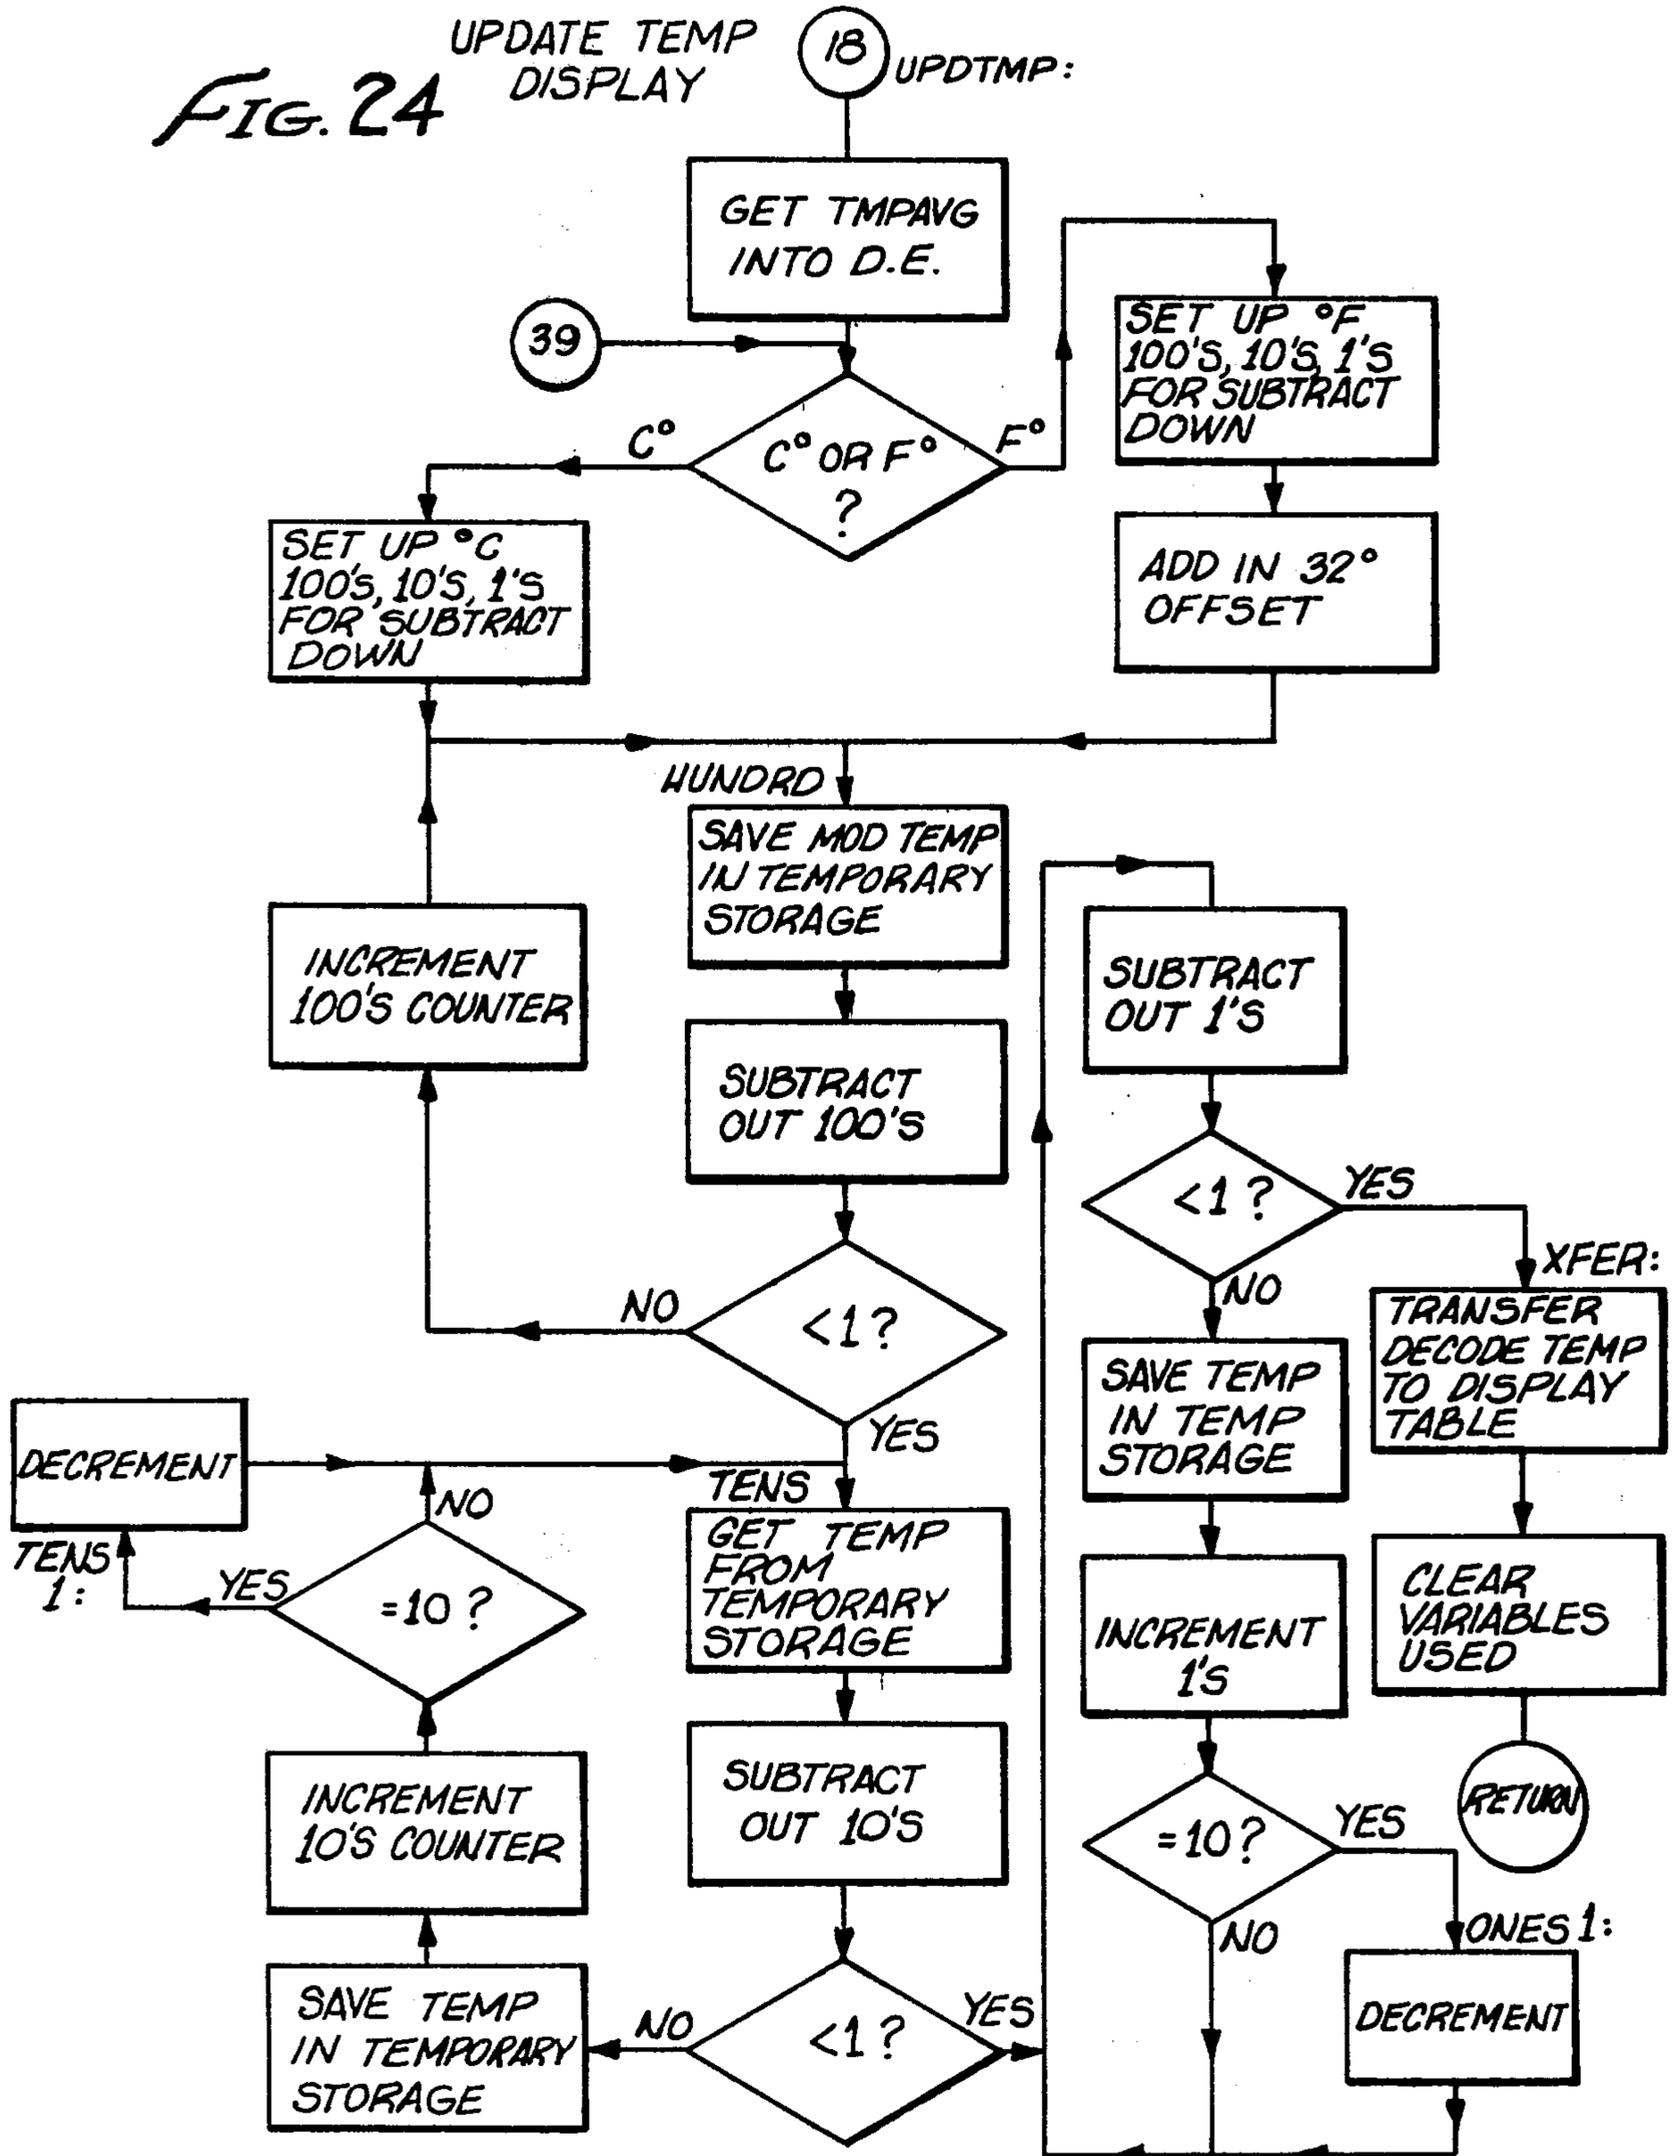 UPDATE TEMP
DISPLAY
FIG. 24
18
UPDTMP:
GET TMPAVG
INTO D.E.
39
C° OR F°
?
C°
F°
SET UP °F
100'S, 10'S, 1'S
FOR SUBTRACT
DOWN
ADD IN 32°
OFFSET
SET UP °C
100'S, 10'S, 1'S
FOR SUBTRACT
DOWN
HUNDRD
SAVE MOD TEMP
IN TEMPORARY
STORAGE
INCREMENT
100'S COUNTER
SUBTRACT
OUT 100'S
<1 ?
NO
YES
DECREMENT
TENS
1:
YES
=10 ?
NO
TENS
GET TEMP
FROM
TEMPORARY
STORAGE
INCREMENT
10'S COUNTER
SUBTRACT
OUT 10'S
SAVE TEMP
IN TEMPORARY
STORAGE
NO
<1 ?
YES
SUBTRACT
OUT 1'S
<1 ?
YES
NO
XFER:
TRANSFER
DECODE TEMP
TO DISPLAY
TABLE
SAVE TEMP
IN TEMP
STORAGE
CLEAR
VARIABLES
USED
INCREMENT
1'S
RETURN
=10 ?
YES
NO
ONES 1:
DECREMENT